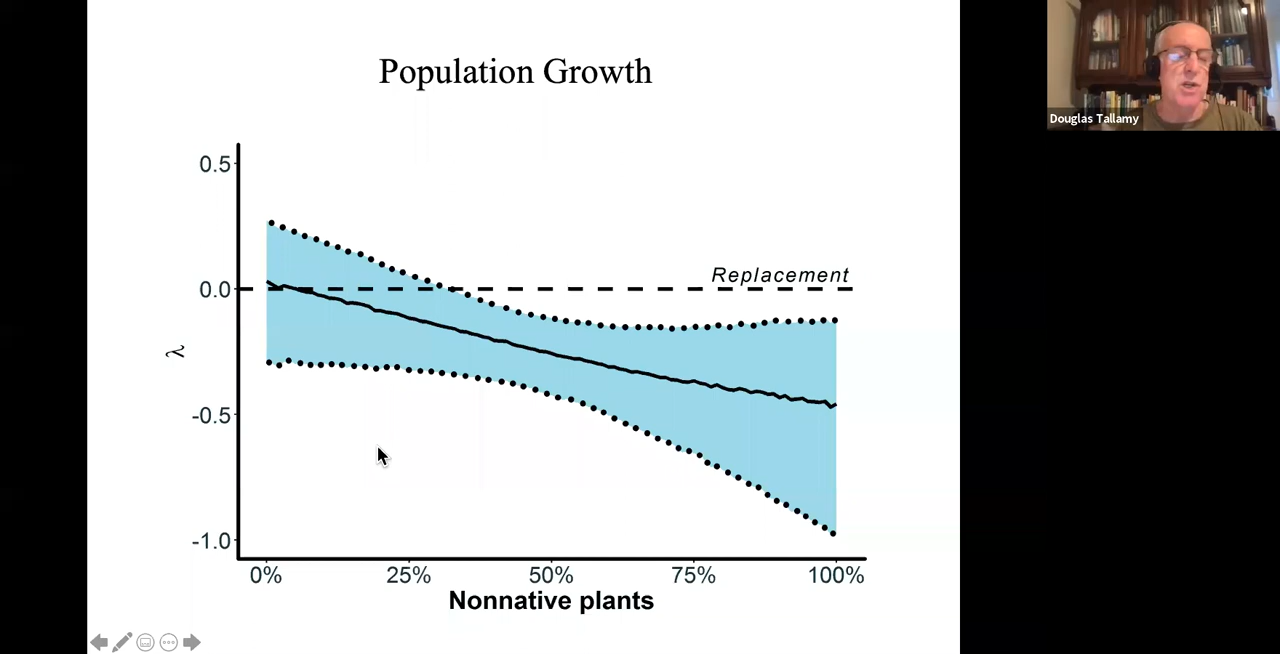 Population Growth
Douglas Tallamy
0.5
Replacement
0.0
λ
-0.5
-1.0
0%
25%
50%
75%
100%
Nonnative plants